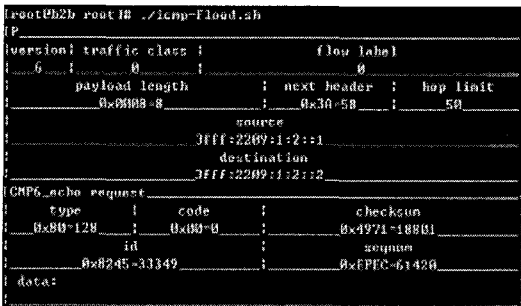 [root@b2b root]# ./icmp-flood.sh
IP
version| traffic class | flow label
6 | 0 | 0
payload length | next header | hop limit
0x0008=8 | 0x3A=58 | 50
source
3fff:2209:1:2::1
destination
3fff:2209:1:2::2
ICMP6_echo request
type | code | checksum
0x80=128 | 0x00=0 | 0x4971=18801
id | seqnum
0x8245=33349 | 0xEFEC=61420
data: